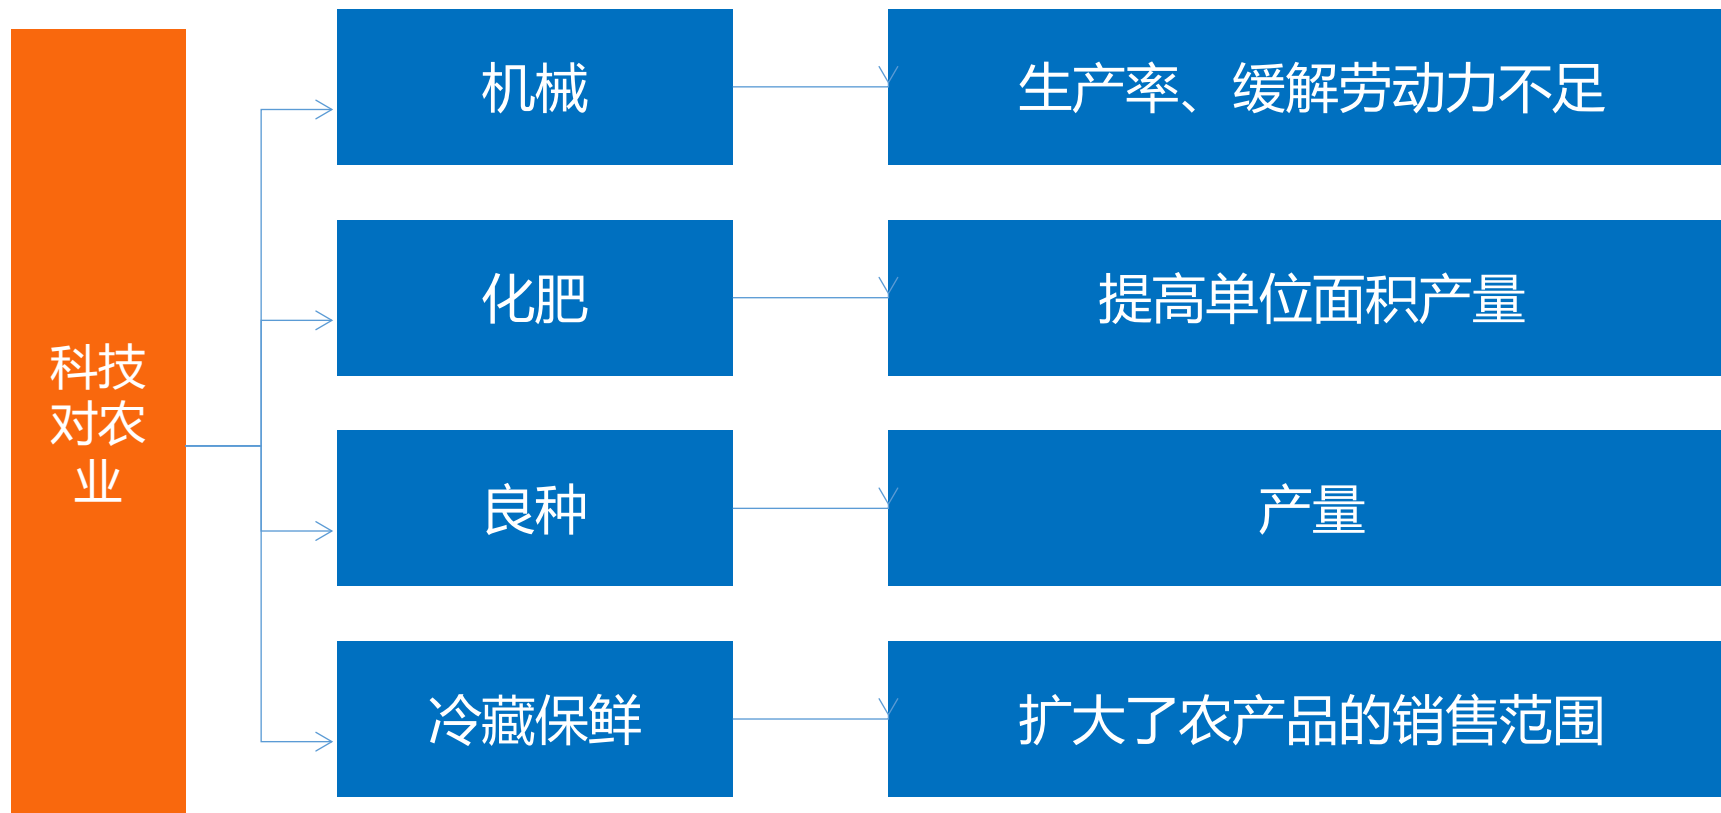 科技
对农
业
机械
生产率、缓解劳动力不足
化肥
提高单位面积产量
良种
产量
冷藏保鲜
扩大了农产品的销售范围